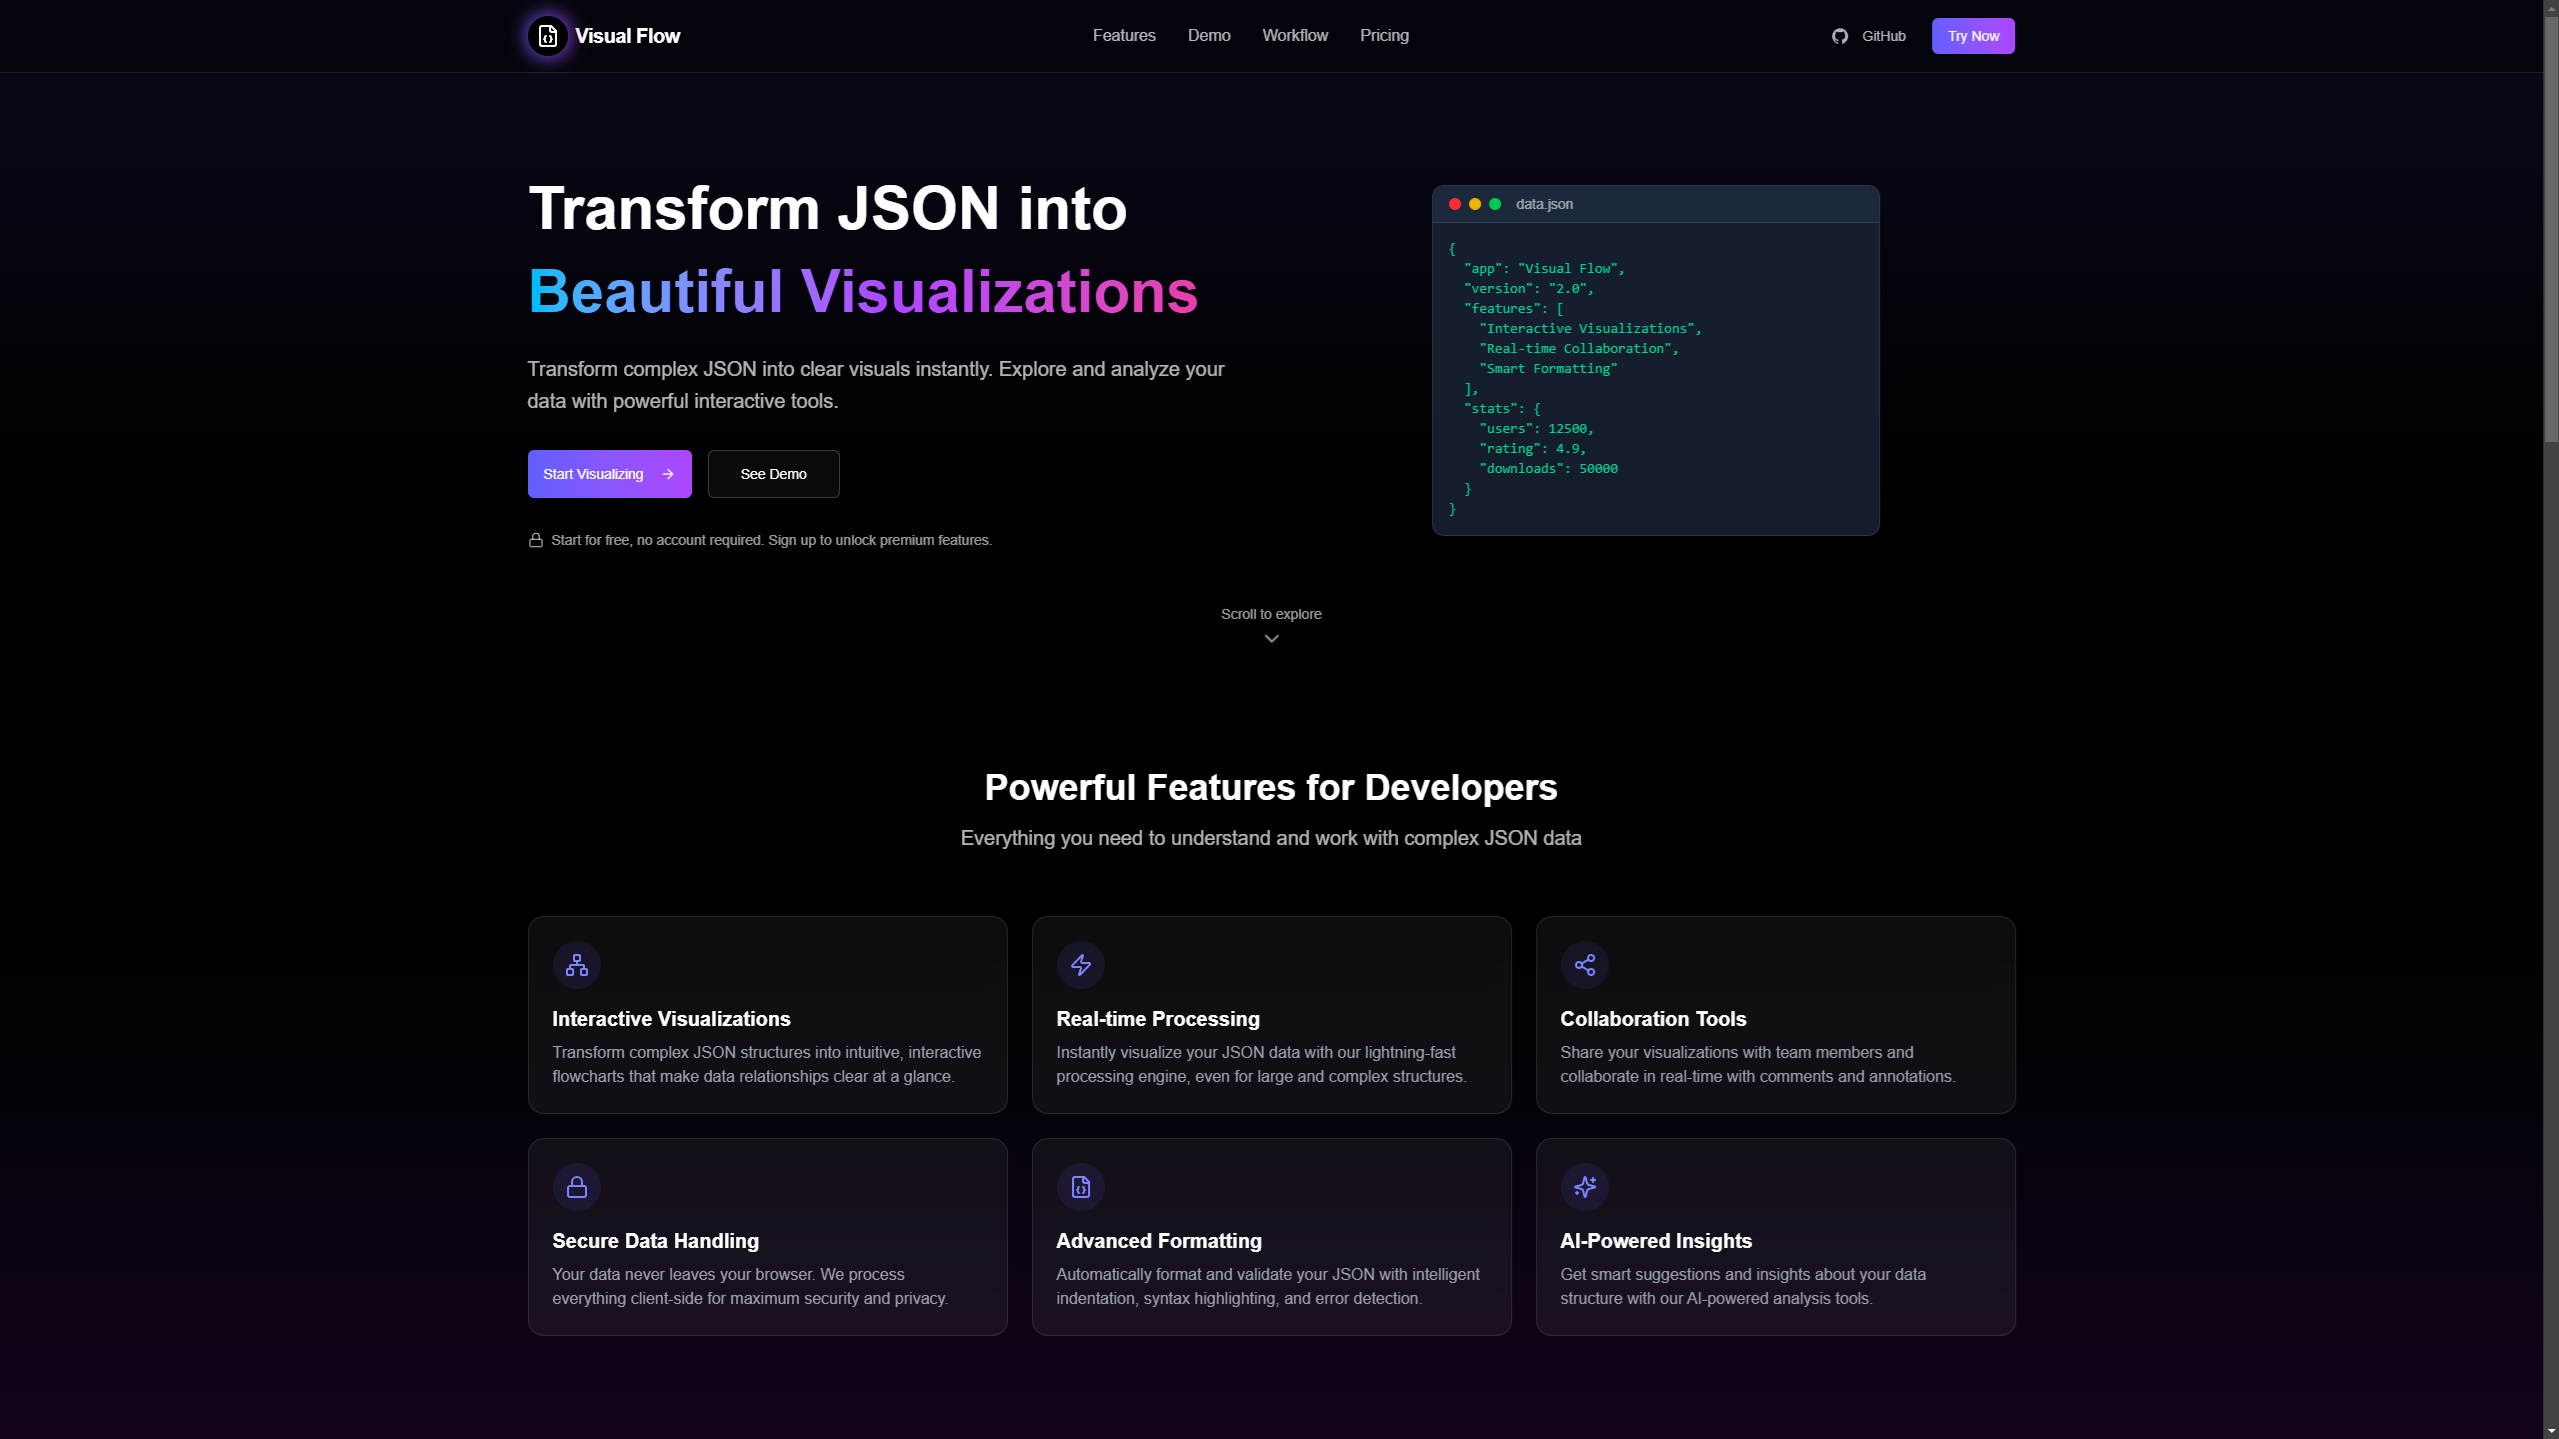 Visual Flow
Features
Demo
Workflow
Pricing
GitHub
Try Now
Transform JSON into
Beautiful Visualizations
Transform complex JSON into clear visuals instantly. Explore and analyze your
data with powerful interactive tools.
Start Visualizing
See Demo
Start for free, no account required. Sign up to unlock premium features.
data.json
{
  "app": "Visual Flow",
  "version": "2.0",
  "features": [
    "Interactive Visualizations",
    "Real-time Collaboration",
    "Smart Formatting"
  ],
  "stats": {
    "users": 12500,
    "rating": 4.9,
    "downloads": 50000
  }
}
Scroll to explore
Powerful Features for Developers
Everything you need to understand and work with complex JSON data
Interactive Visualizations
Transform complex JSON structures into intuitive, interactive
flowcharts that make data relationships clear at a glance.
Real-time Processing
Instantly visualize your JSON data with our lightning-fast
processing engine, even for large and complex structures.
Collaboration Tools
Share your visualizations with team members and
collaborate in real-time with comments and annotations.
Secure Data Handling
Your data never leaves your browser. We process
everything client-side for maximum security and privacy.
Advanced Formatting
Automatically format and validate your JSON with intelligent
indentation, syntax highlighting, and error detection.
AI-Powered Insights
Get smart suggestions and insights about your data
structure with our AI-powered analysis tools.